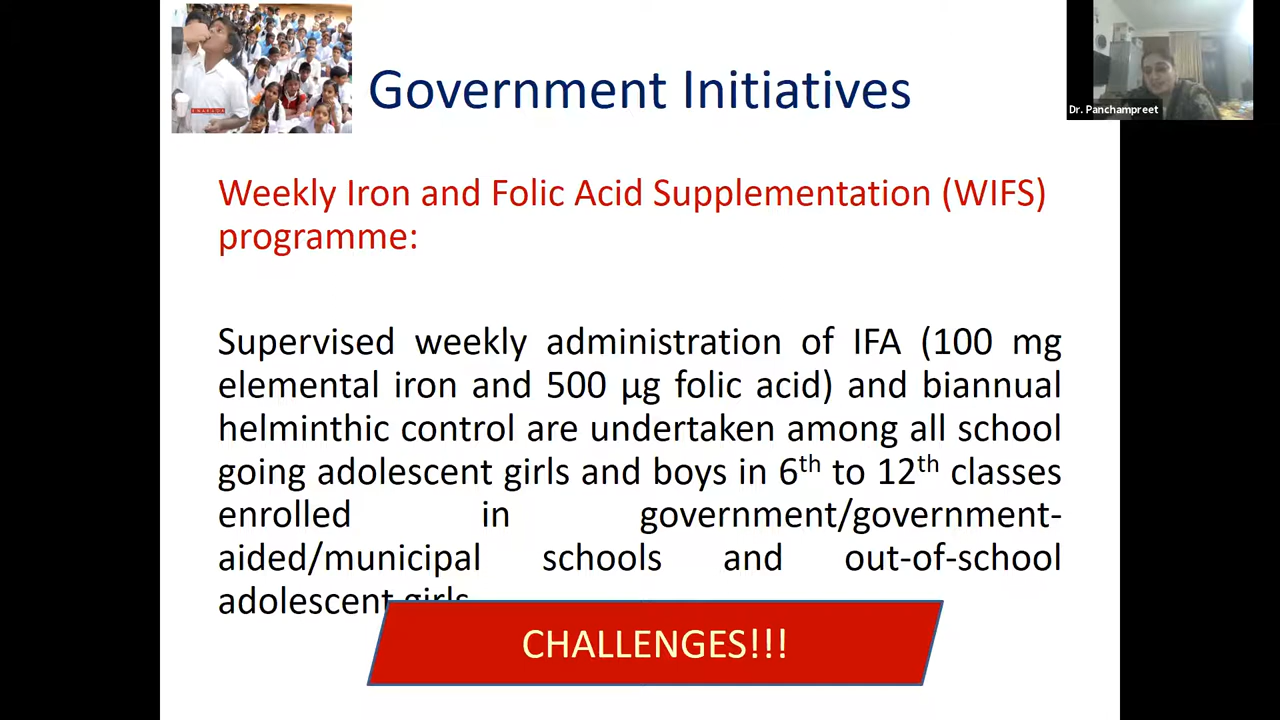 Government Initiatives
Dr. Panchampreet
Weekly Iron and Folic Acid Supplementation (WIFS)
programme:
Supervised weekly administration of IFA (100 mg
elemental iron and 500 µg folic acid) and biannual
helminthic control are undertaken among all school
going adolescent girls and boys in 6th to 12th classes
enrolled in government/government-
aided/municipal schools and out-of-school
adolescent girls
CHALLENGES!!!